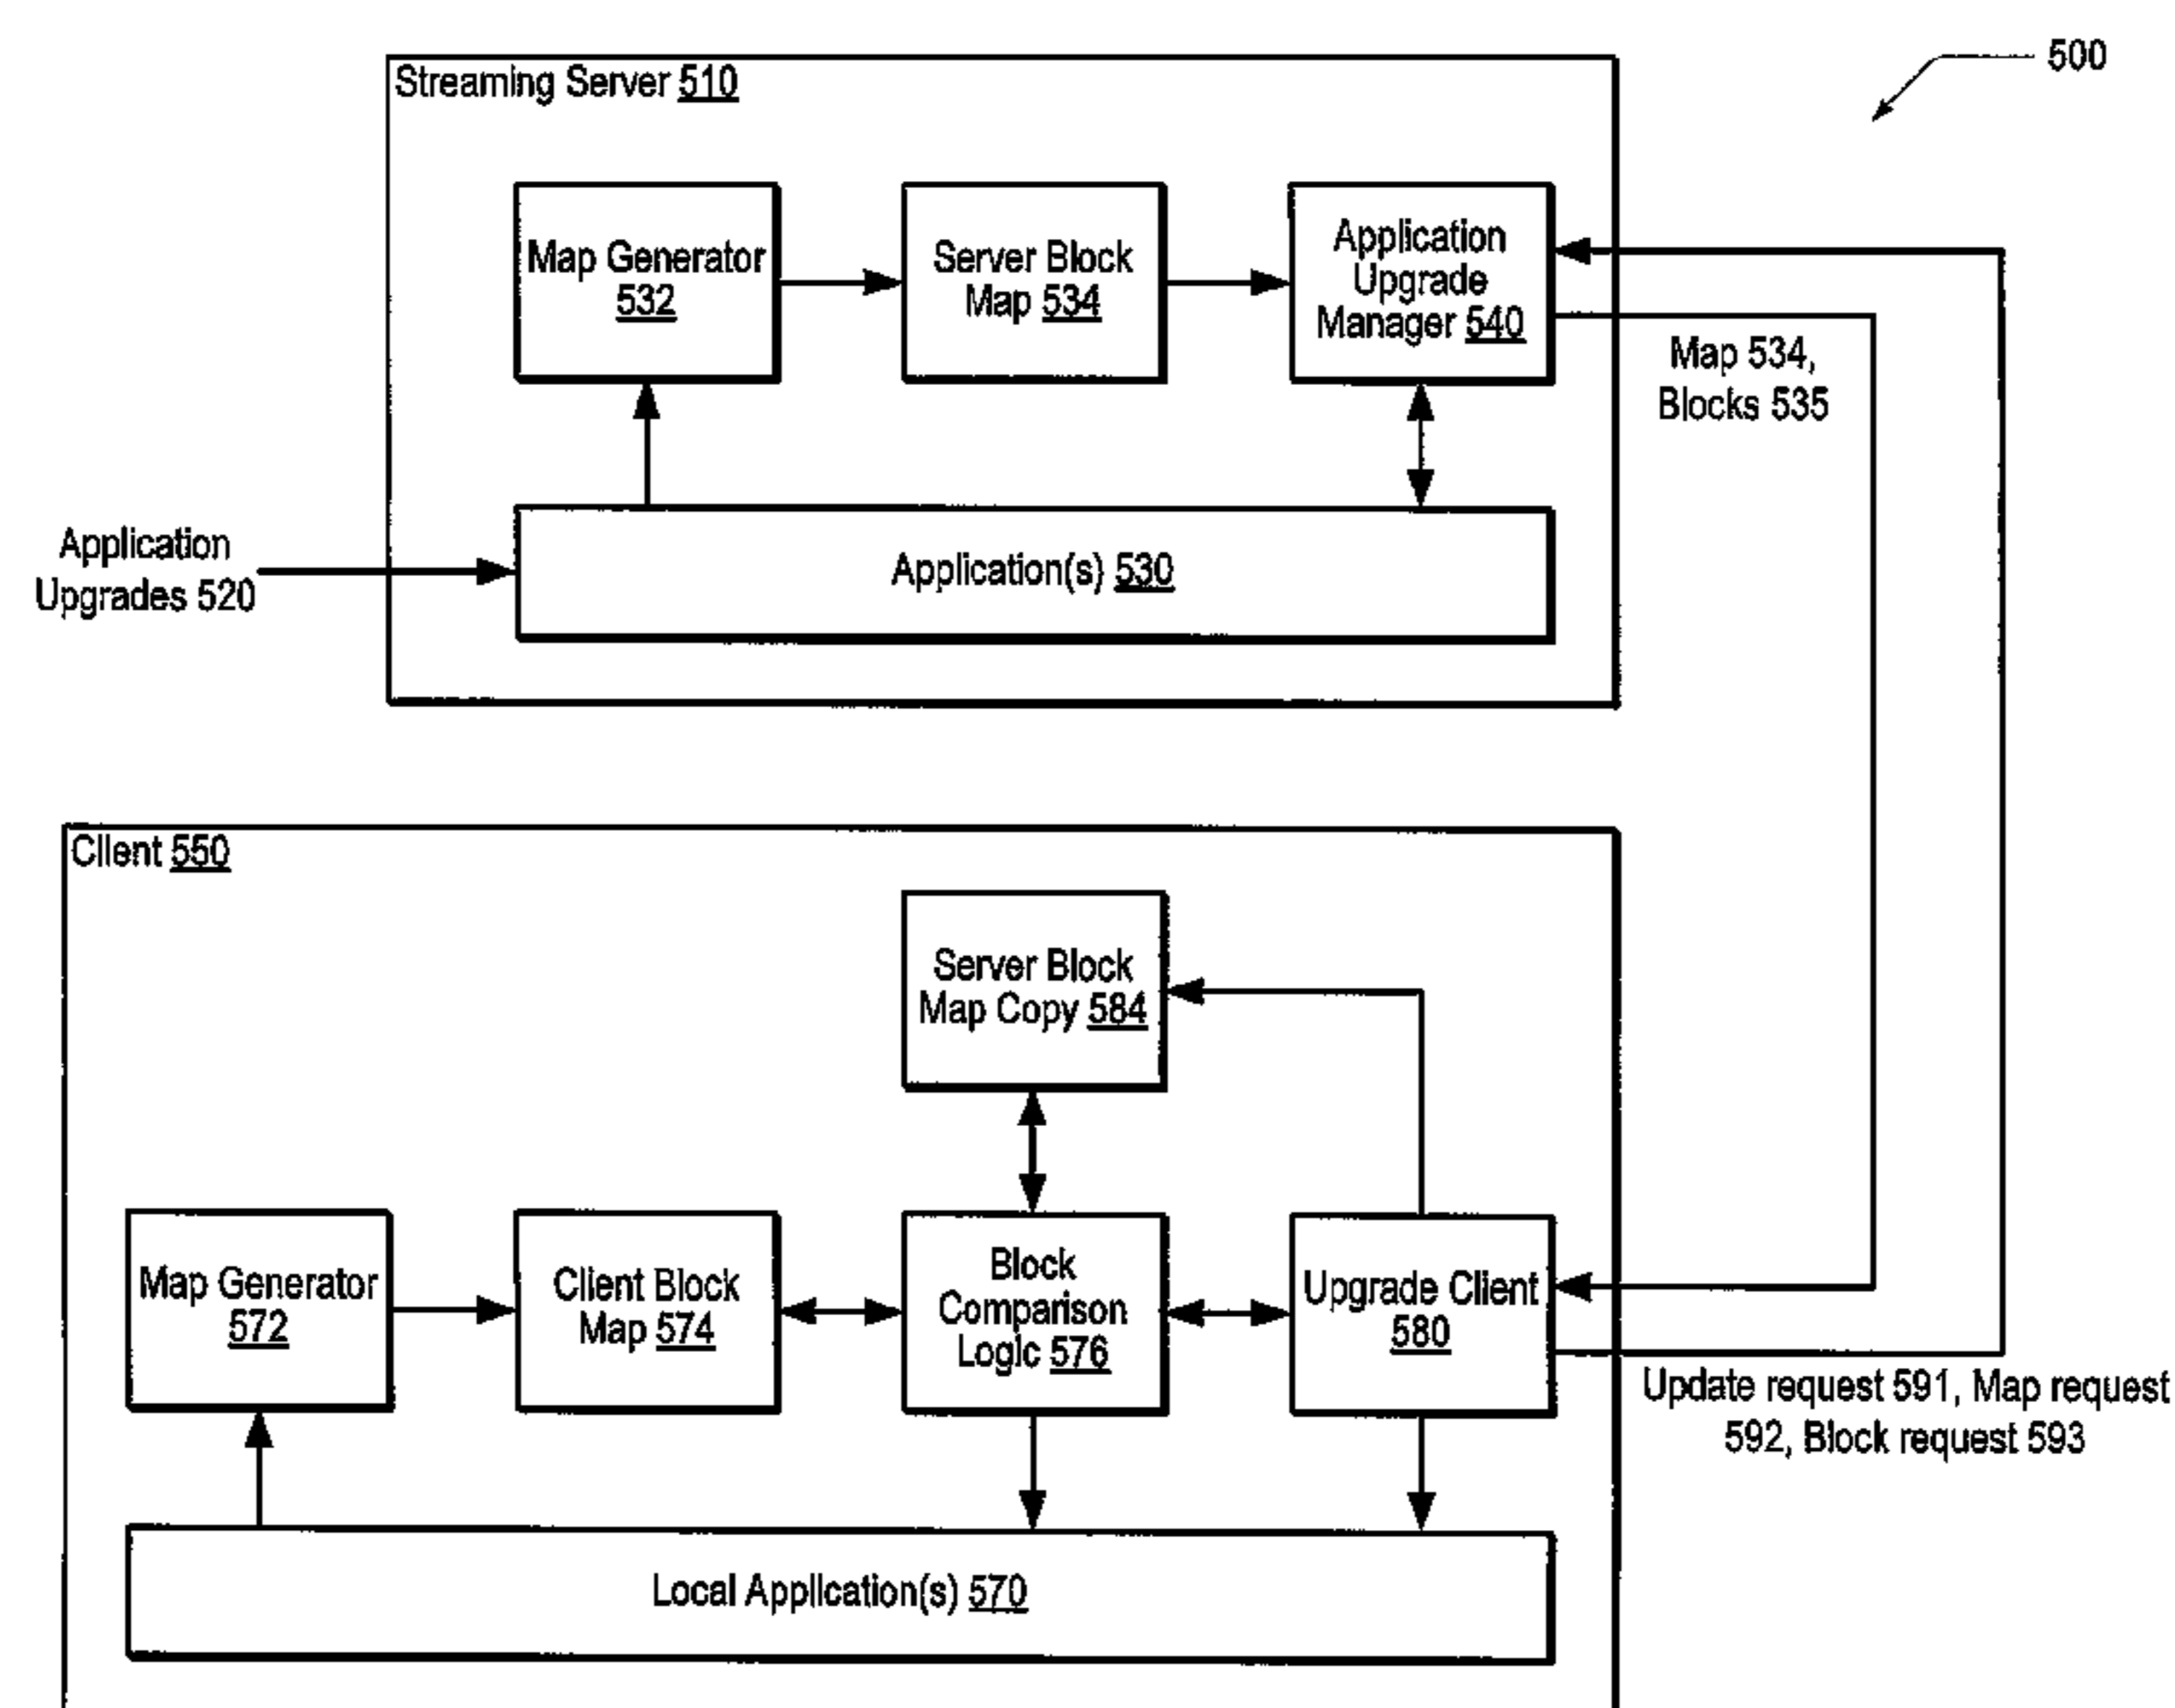 500
Streaming Server 510
Map Generator
532
Server Block
Map 534
Application
Upgrade
Manager 540
Map 534,
Blocks 535
Application
Upgrades 520
Application(s) 530
Client 550
Server Block
Map Copy 584
Map Generator
572
Client Block
Map 574
Block
Comparison
Logic 576
Upgrade Client
580
Update request 591, Map request
592, Block request 593
Local Application(s) 570